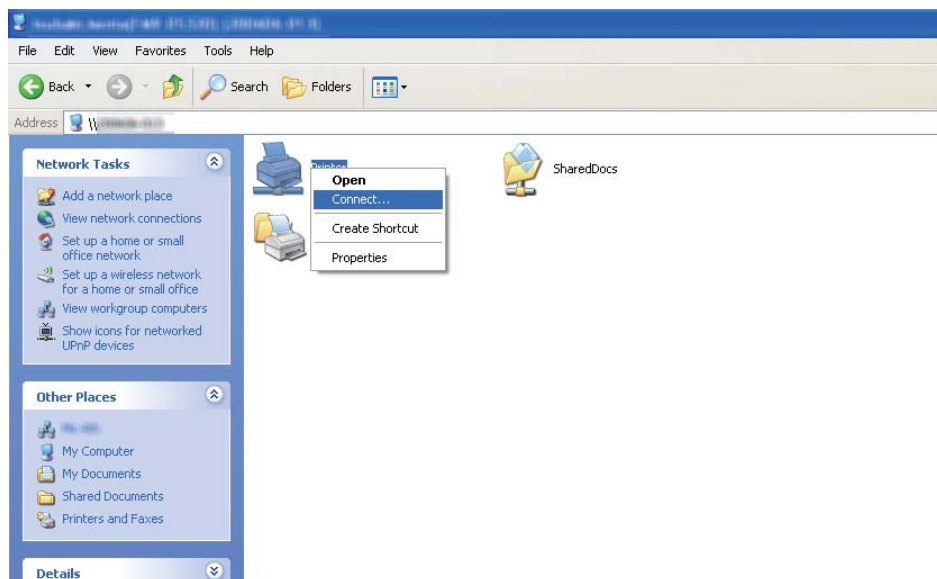 File Edit View Favorites Tools Help
Back Search Folders
Address \\
Network Tasks
Add a network place
View network connections
Set up a home or small
office network
Set up a wireless network
for a home or small office
View workgroup computers
Show icons for networked
UPnP devices
Other Places
My Computer
My Documents
Shared Documents
Printers and Faxes
Details
Printer
Open
Connect...
Create Shortcut
Properties
SharedDocs